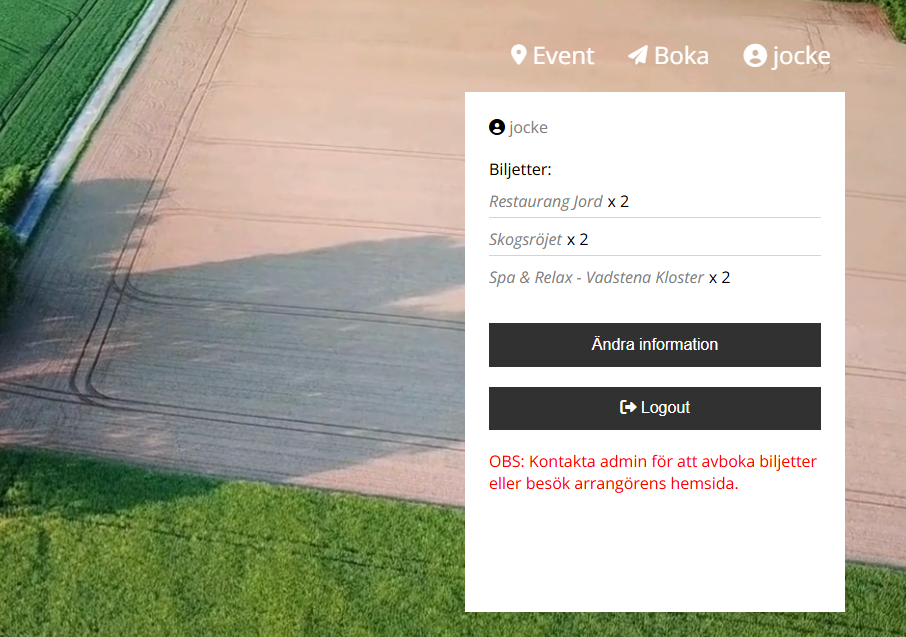 Event Boka jocke
jocke
Biljetter:
Restaurang Jord x 2
Skogsröjet x 2
Spa & Relax - Vadstena Kloster x 2
Ändra information
Logout
OBS: Kontakta admin för att avboka biljetter
eller besök arrangörens hemsida.